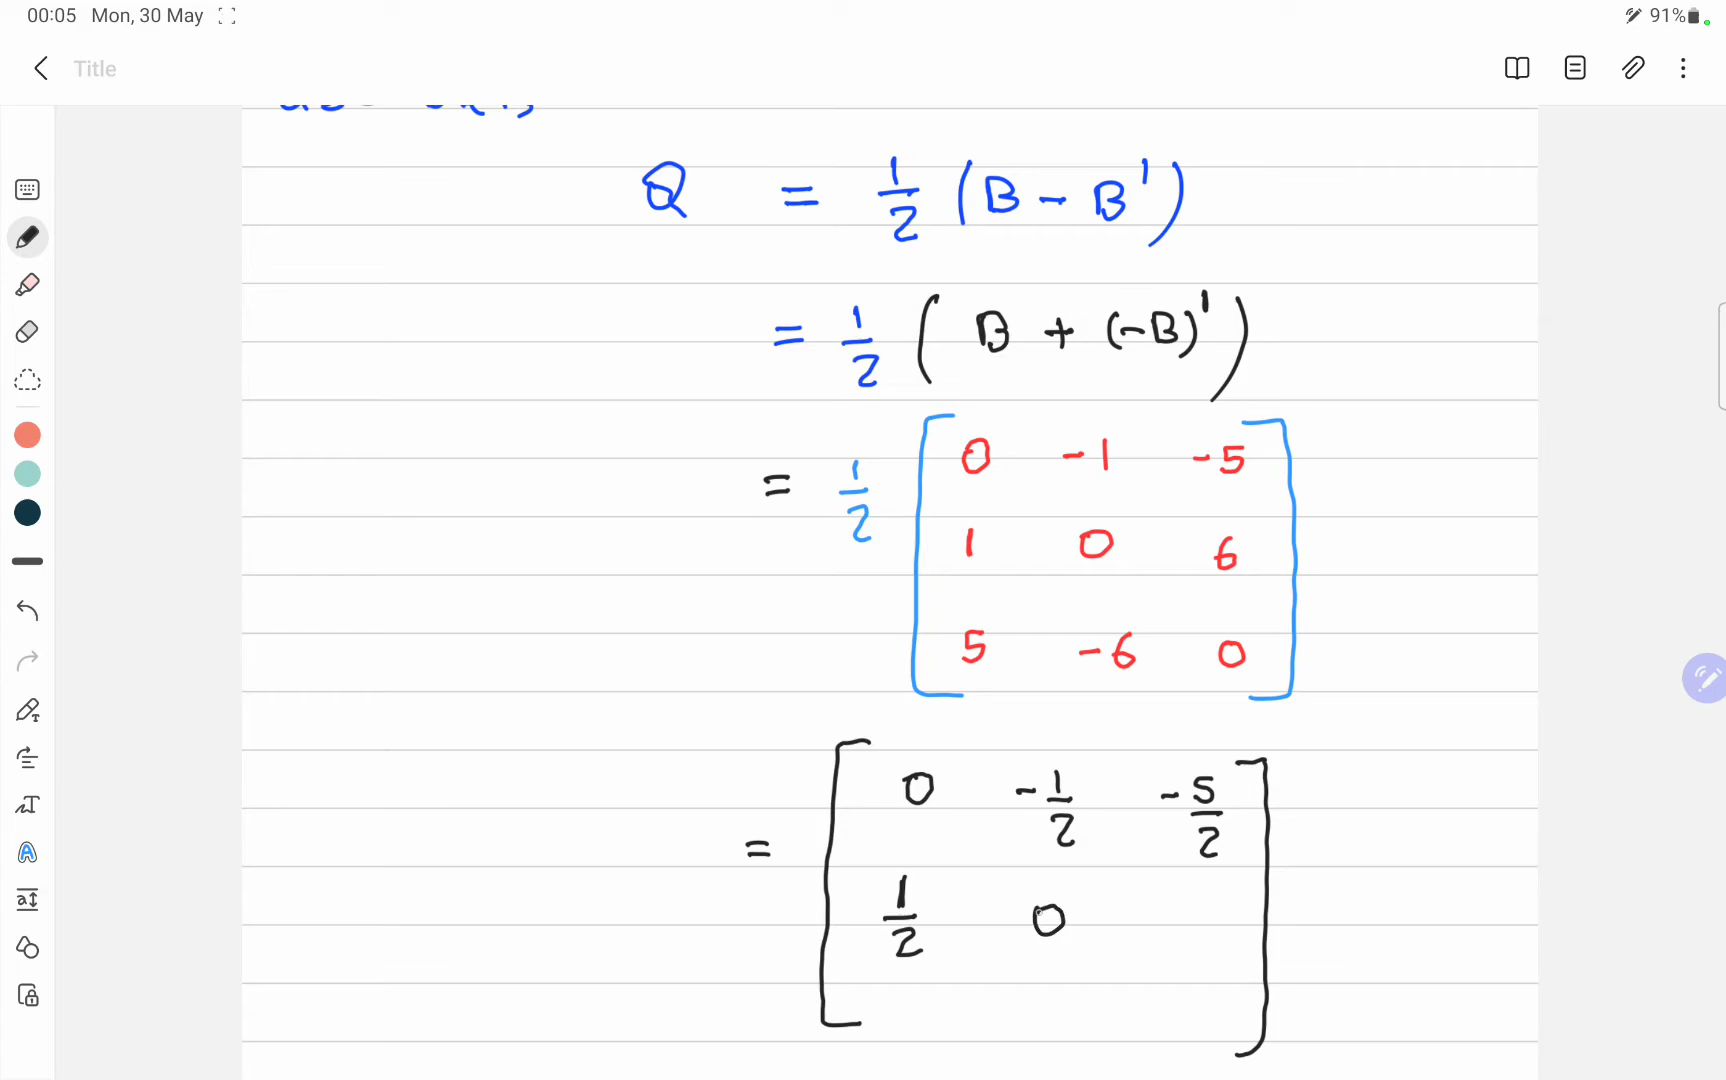 00:05 Mon, 30 May 91%
Title
Q = 1/2 (B - B')
= 1/2 (B + (-B)')
= 1/2 [0 -1 -5
1 0 6
5 -6 0]
= [0 -1/2 -5/2
1/2 0 ]